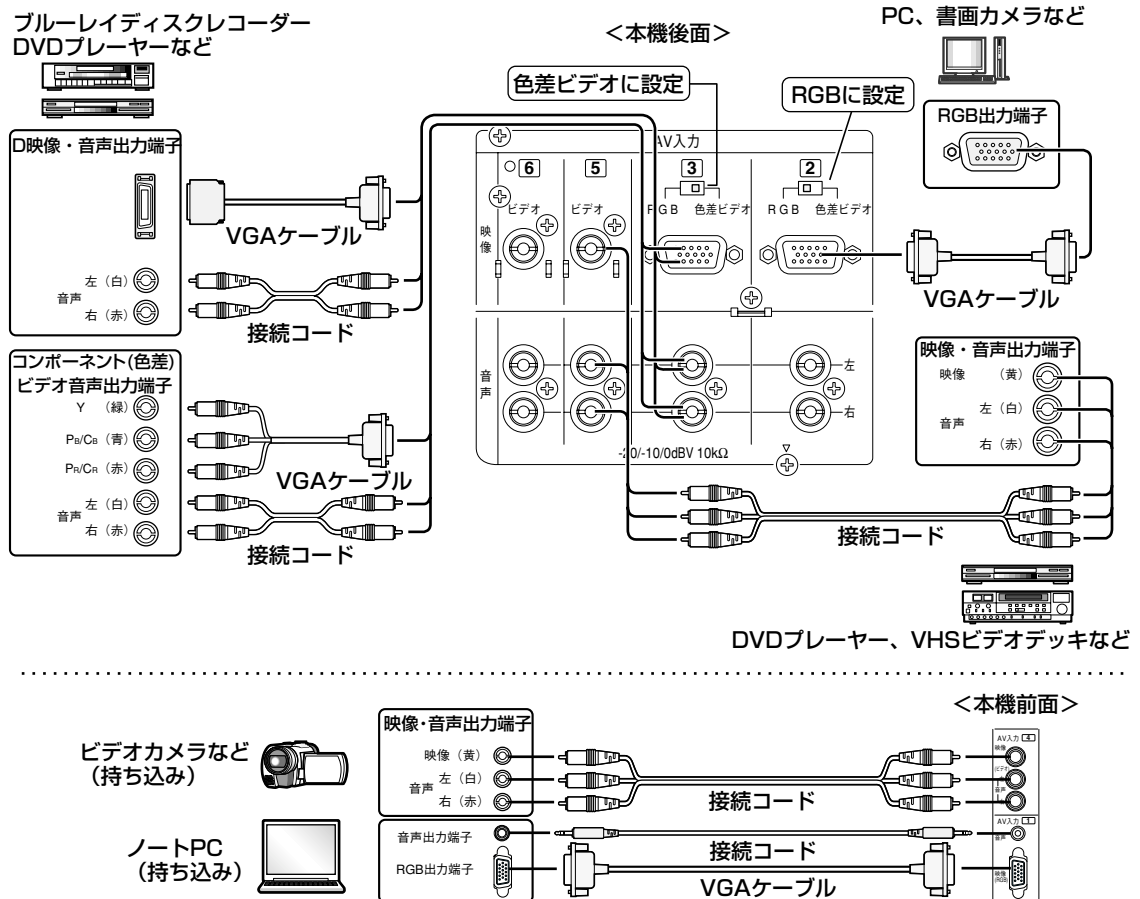 ブルーレイディスクレコーダー
DVDプレーヤーなど
＜本機後面＞
PC、書画カメラなど
色差ビデオに設定
RGBに設定
RGB出力端子
D映像・音声出力端子
VGAケーブル
左（白）
音声
右（赤）
接続コード
コンポーネント(色差)
ビデオ音声出力端子
Y （緑）
PB/CB（青）
PR/CR（赤）
VGAケーブル
左（白）
音声
右（赤）
接続コード
AV入力
6
5
3
2
ビデオ
ビデオ
RGB 色差ビデオ
RGB 色差ビデオ
映像
音声
左
右
-20/-10/0dBV 10kΩ
VGAケーブル
映像・音声出力端子
映像 （黄）
左（白）
音声
右（赤）
接続コード
DVDプレーヤー、VHSビデオデッキなど
＜本機前面＞
ビデオカメラなど
（持ち込み）
映像・音声出力端子
映像（黄）
左（白）
音声
右（赤）
接続コード
AV入力 4
映像
音声
ノートPC
（持ち込み）
音声出力端子
RGB出力端子
接続コード
VGAケーブル
AV入力 1
音声
映像
(RGB)